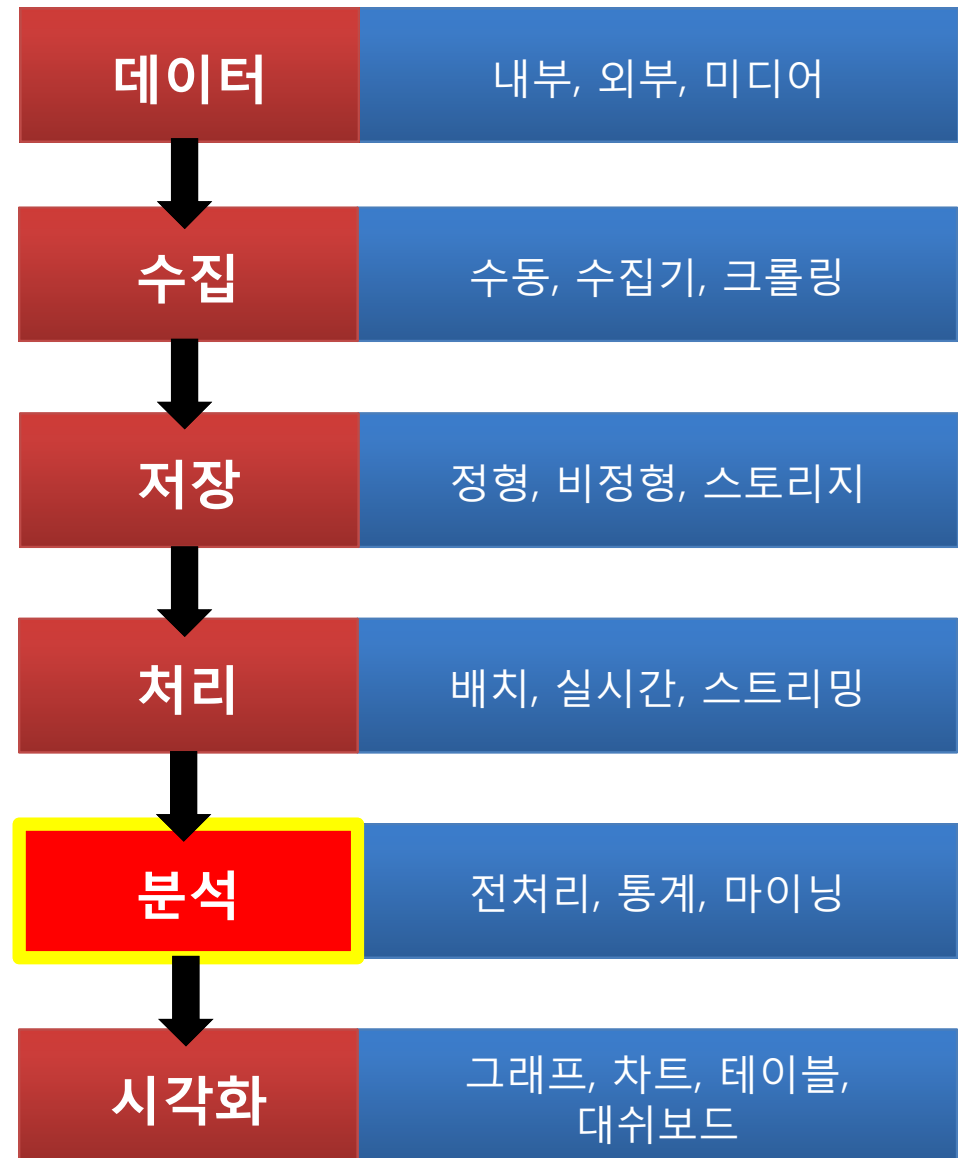 데이터
내부, 외부, 미디어
수집
수동, 수집기, 크롤링
저장
정형, 비정형, 스토리지
처리
배치, 실시간, 스트리밍
분석
전처리, 통계, 마이닝
시각화
그래프, 차트, 테이블,
대쉬보드